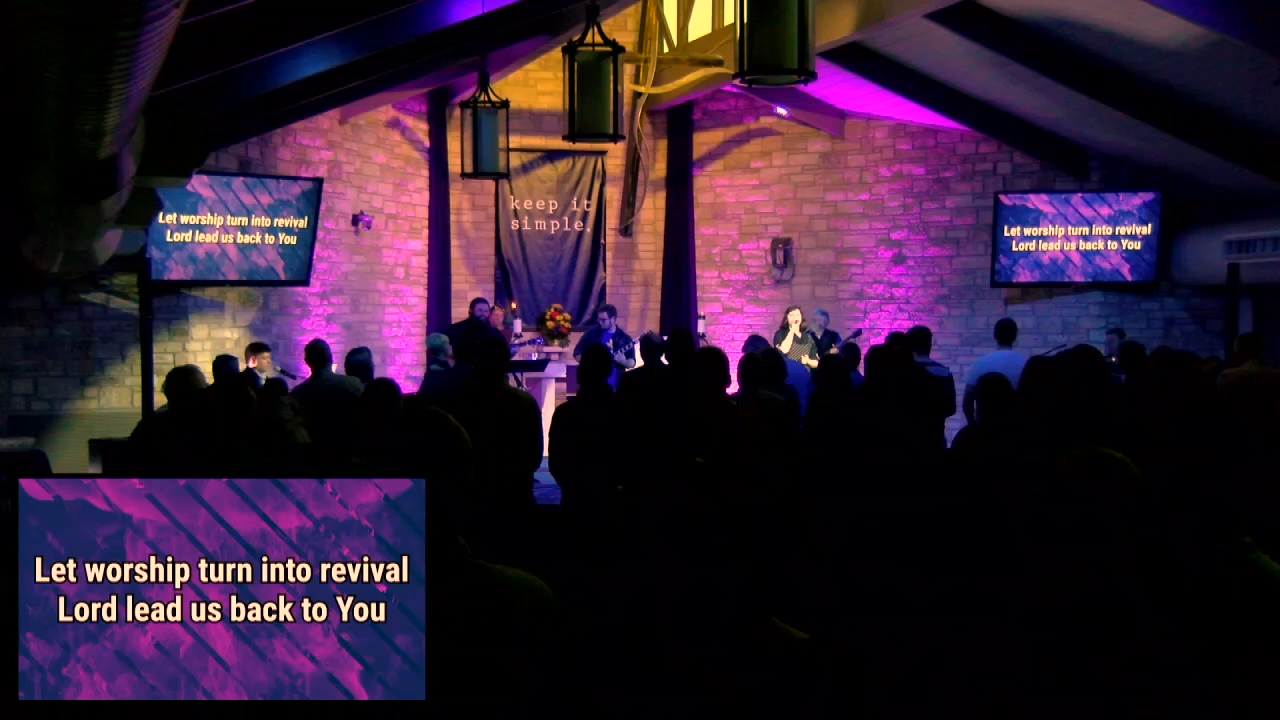 keep it
simple.
Let worship turn into revival
Lord lead us back to You
Let worship turn into revival
Lord lead us back to You
Let worship turn into revival
Lord lead us back to You